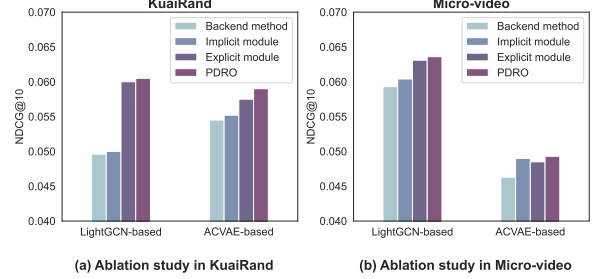 KuaiRand
Micro-video
0.070
0.065
0.060
0.055
0.050
0.045
0.040
NDCG@10
Backend method
Implicit module
Explicit module
PDRO
LightGCN-based
ACVAE-based
0.070
0.065
0.060
0.055
0.050
0.045
0.040
NDCG@10
Backend method
Implicit module
Explicit module
PDRO
LightGCN-based
ACVAE-based
(a) Ablation study in KuaiRand
(b) Ablation study in Micro-video